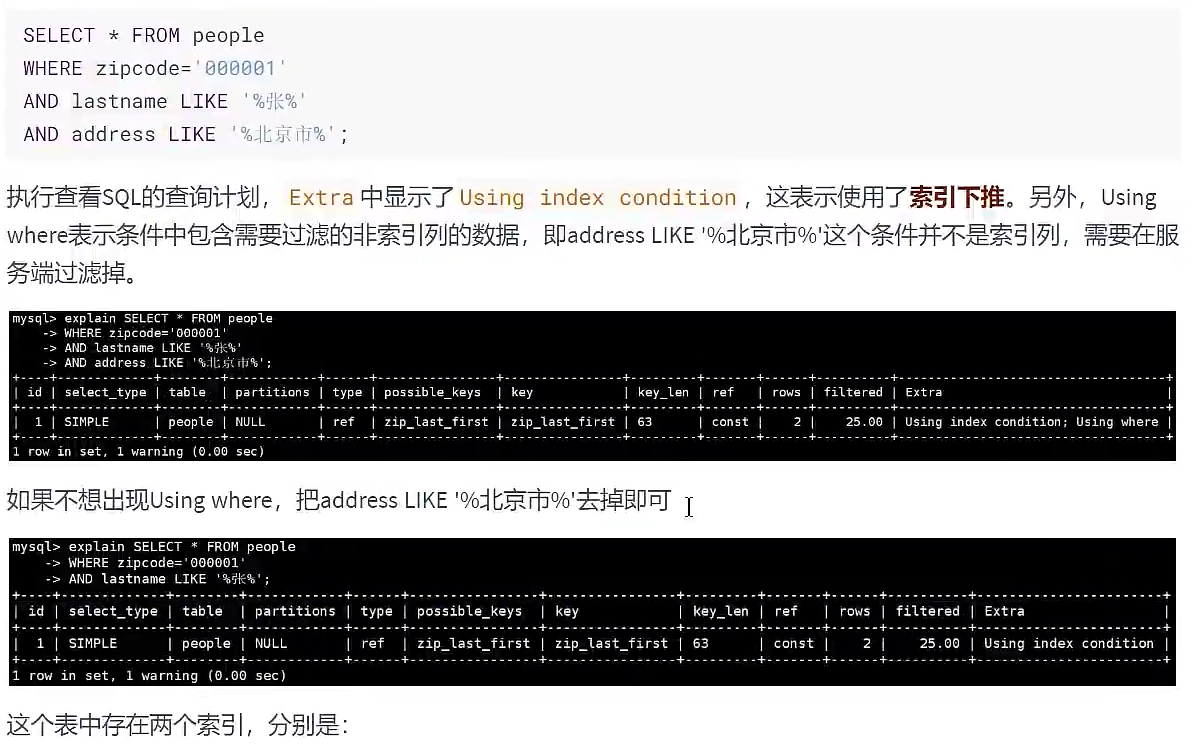 SELECT * FROM people
WHERE zipcode='000001'
AND lastname LIKE '%张%'
AND address LIKE '%北京市%';
执行查看SQL的查询计划， Extra 中显示了 Using index condition ，这表示使用了索引下推。另外，Using
where表示条件中包含需要过滤的非索引列的数据，即address LIKE '%北京市%'这个条件并不是索引列，需要在服
务端过滤掉。
mysql> explain SELECT * FROM people
    -> WHERE zipcode='000001'
    -> AND lastname LIKE '%张%'
    -> AND address LIKE '%北京市%';
+----+-------------+--------+------------+------+----------------+----------------+---------+-------+------+----------+------------------------------------+
| id | select_type | table  | partitions | type | possible_keys  | key            | key_len | ref   | rows | filtered | Extra                              |
+----+-------------+--------+------------+------+----------------+----------------+---------+-------+------+----------+------------------------------------+
|  1 | SIMPLE      | people | NULL       | ref  | zip_last_first | zip_last_first | 63      | const |    2 |    25.00 | Using index condition; Using where |
+----+-------------+--------+------------+------+----------------+----------------+---------+-------+------+----------+------------------------------------+
1 row in set, 1 warning (0.00 sec)
如果不想出现Using where，把address LIKE '%北京市%'去掉即可
mysql> explain SELECT * FROM people
    -> WHERE zipcode='000001'
    -> AND lastname LIKE '%张%';
+----+-------------+--------+------------+------+----------------+----------------+---------+-------+------+----------+-----------------------+
| id | select_type | table  | partitions | type | possible_keys  | key            | key_len | ref   | rows | filtered | Extra                 |
+----+-------------+--------+------------+------+----------------+----------------+---------+-------+------+----------+-----------------------+
|  1 | SIMPLE      | people | NULL       | ref  | zip_last_first | zip_last_first | 63      | const |    2 |    25.00 | Using index condition |
+----+-------------+--------+------------+------+----------------+----------------+---------+-------+------+----------+-----------------------+
1 row in set, 1 warning (0.00 sec)
这个表中存在两个索引，分别是：